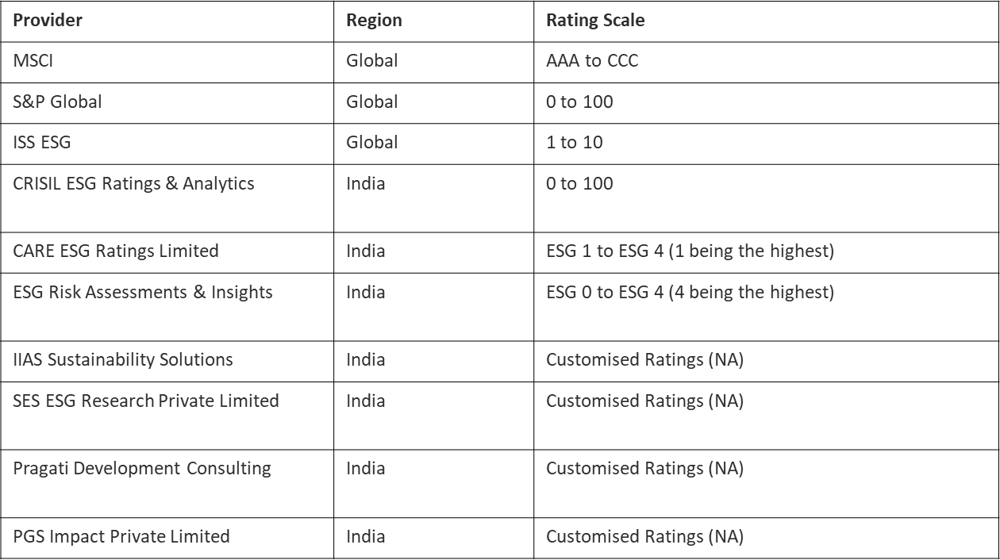 Provider Region Rating Scale
MSCI Global AAA to CCC
S&P Global Global 0 to 100
ISS ESG Global 1 to 10
CRISIL ESG Ratings & Analytics India 0 to 100
CARE ESG Ratings Limited India ESG 1 to ESG 4 (1 being the highest)
ESG Risk Assessments & Insights India ESG 0 to ESG 4 (4 being the highest)
IIAS Sustainability Solutions India Customised Ratings (NA)
SES ESG Research Private Limited India Customised Ratings (NA)
Pragati Development Consulting India Customised Ratings (NA)
PGS Impact Private Limited India Customised Ratings (NA)